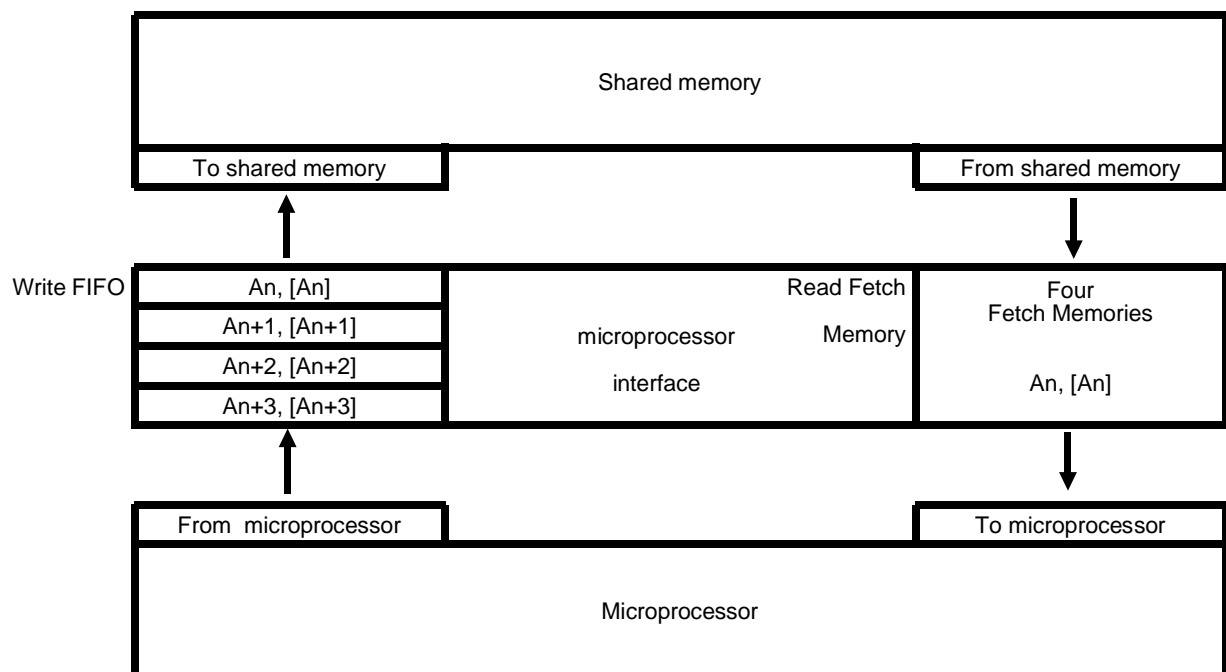 Shared memory
To shared memory
From shared memory
Write FIFO
An, [An]
An+1, [An+1]
An+2, [An+2]
An+3, [An+3]
microprocessor
interface
Read Fetch
Memory
Four
Fetch Memories
An, [An]
From microprocessor
To microprocessor
Microprocessor